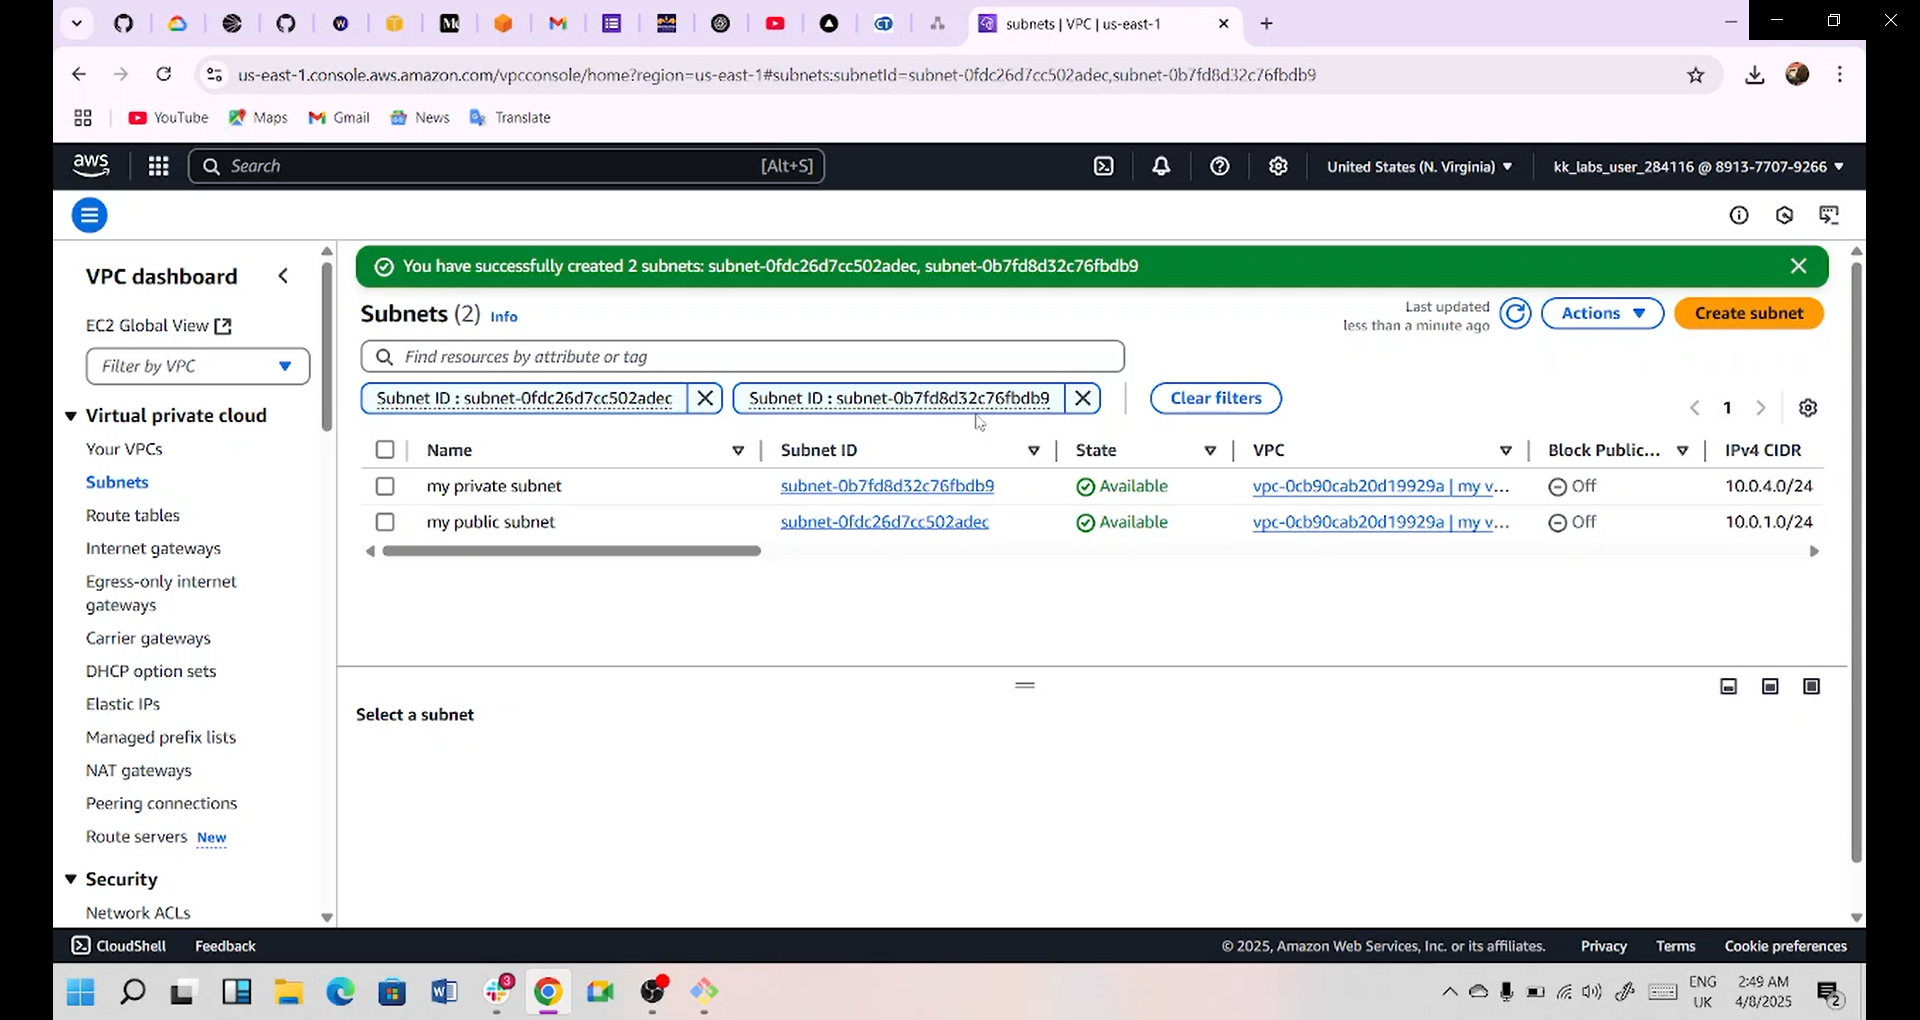 subnets | VPC | us-east-1
us-east-1.console.aws.amazon.com/vpcconsole/home?region=us-east-1#subnets:subnetId=subnet-0fdc26d7cc502adec,subnet-0b7fd8d32c76fbdb9
YouTube Maps Gmail News Translate
aws Search [Alt+S] United States (N. Virginia) kk_labs_user_284116 @ 8913-7707-9266
VPC dashboard
EC2 Global View
Filter by VPC
Virtual private cloud
Your VPCs
Subnets
Route tables
Internet gateways
Egress-only internet
gateways
Carrier gateways
DHCP option sets
Elastic IPs
Managed prefix lists
NAT gateways
Peering connections
Route servers New
Security
Network ACLs
You have successfully created 2 subnets: subnet-0fdc26d7cc502adec, subnet-0b7fd8d32c76fbdb9
Subnets (2) Info
Last updated
less than a minute ago
Actions
Create subnet
Find resources by attribute or tag
Subnet ID : subnet-0fdc26d7cc502adec Subnet ID : subnet-0b7fd8d32c76fbdb9 Clear filters
1
Name Subnet ID State VPC Block Public... IPv4 CIDR
my private subnet subnet-0b7fd8d32c76fbdb9 Available vpc-0cb90cab20d19929a | my v... Off 10.0.4.0/24
my public subnet subnet-0fdc26d7cc502adec Available vpc-0cb90cab20d19929a | my v... Off 10.0.1.0/24
Select a subnet
CloudShell Feedback © 2025, Amazon Web Services, Inc. or its affiliates. Privacy Terms Cookie preferences
3
ENG
UK
2:49 AM
4/8/2025
2